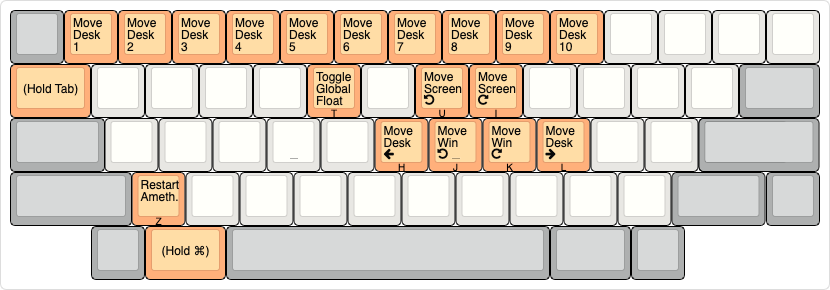 Move Desk 1
Move Desk 2
Move Desk 3
Move Desk 4
Move Desk 5
Move Desk 6
Move Desk 7
Move Desk 8
Move Desk 9
Move Desk 10
(Hold Tab)
Toggle Global Float
T
Move Screen
U
Move Screen
I
_
Move Desk
H
Move Win
_
J
Move Win
K
Move Desk
L
Restart Ameth.
Z
(Hold ⌘)